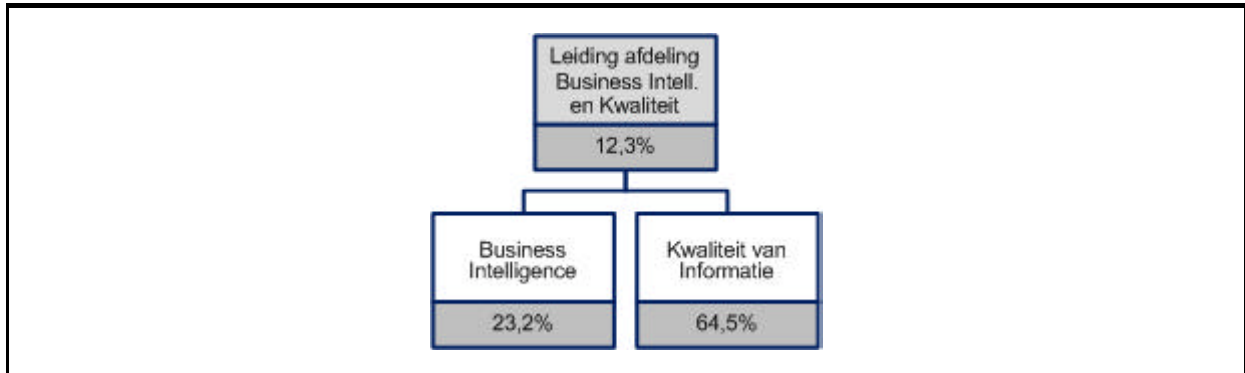 Leiding afdeling
Business Intell.
en Kwaliteit
12,3%
Business
Intelligence
23,2%
Kwaliteit van
Informatie
64,5%